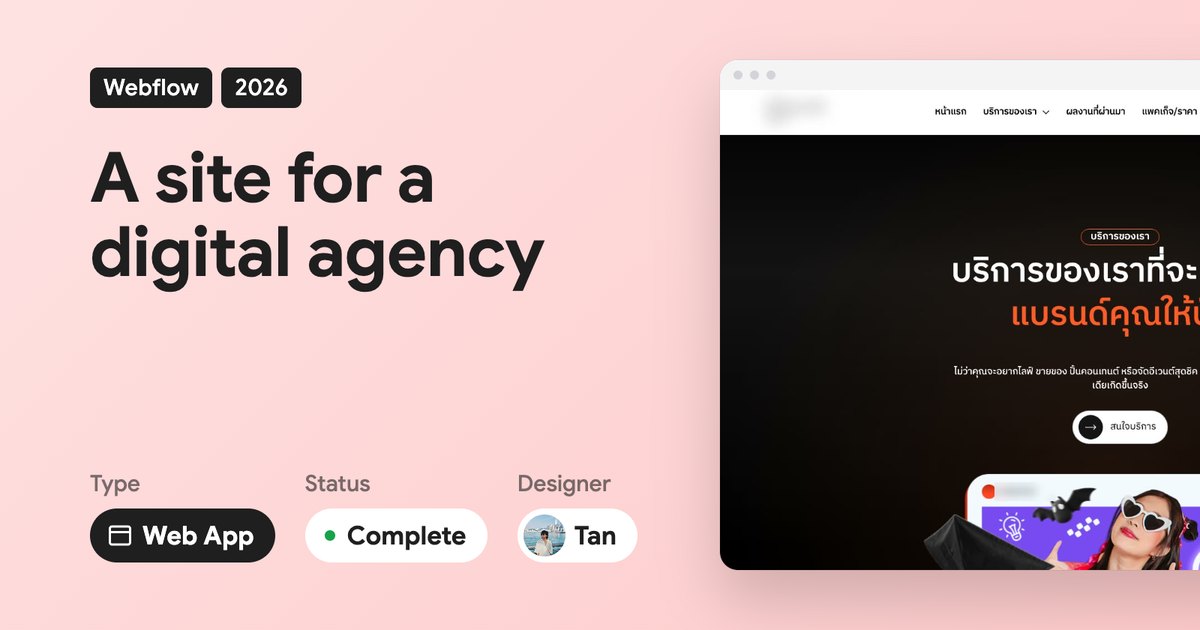 Webflow
2026
A site for a
digital agency
Type
Status
Designer
Web App
Complete
Tan
หน้าแรก
บริการของเรา
ผลงานที่ผ่านมา
แพคเกิ็จ/ราคา
บริการของเรา
บริการของเราที่จะ
แบรนด์คุณให้
ไม่ว่าคุณจะอยากไลฟ์ ขายของ ปั้นคอนเทนต์ หรือจัดอีเวนต์สุดชิค
เดียเกิดขึ้นจริง
สนใจบริการ